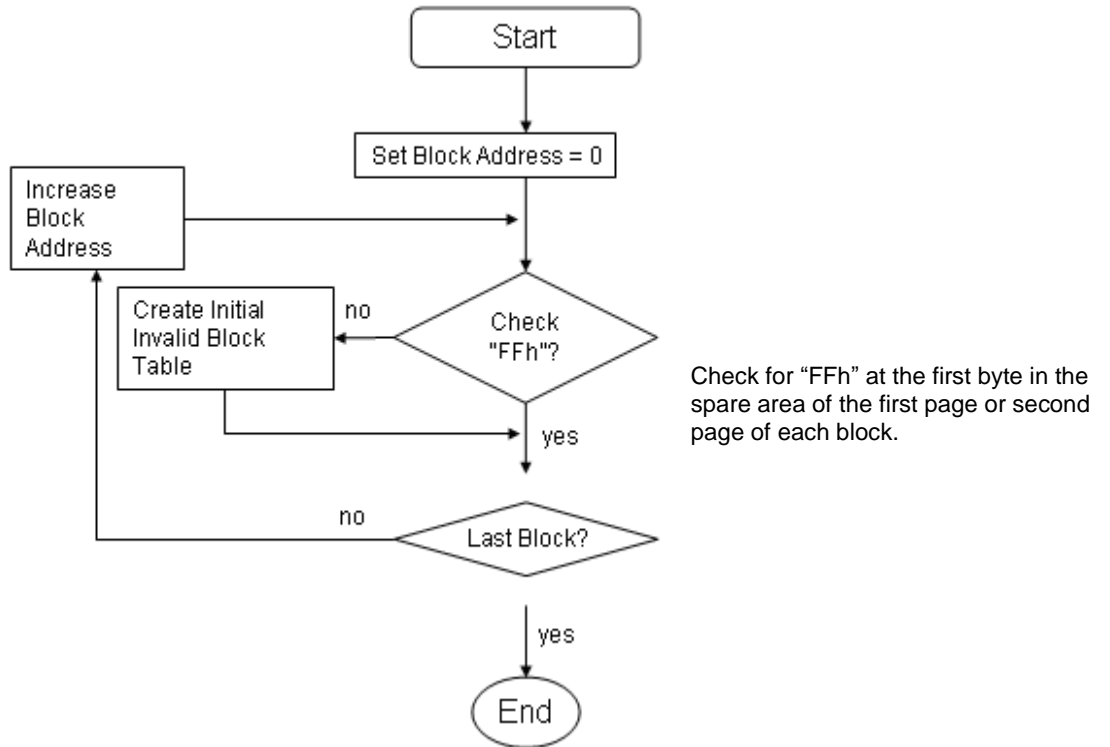 Start
Set Block Address = 0
Increase
Block
Address
Create Initial
Invalid Block
Table
no
Check
"FFh"?
Check for “FFh” at the first byte in the
spare area of the first page or second
page of each block.
yes
no
Last Block?
yes
End